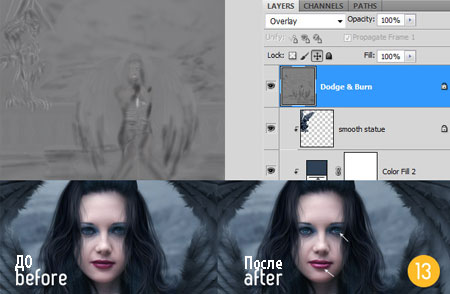 LAYERS CHANNELS PATHS
Overlay Opacity: 100%
Unify: Propagate Frame 1
Lock: Fill: 100%
Dodge & Burn
smooth statue
Color Fill 2
ДО
before
После
after
13